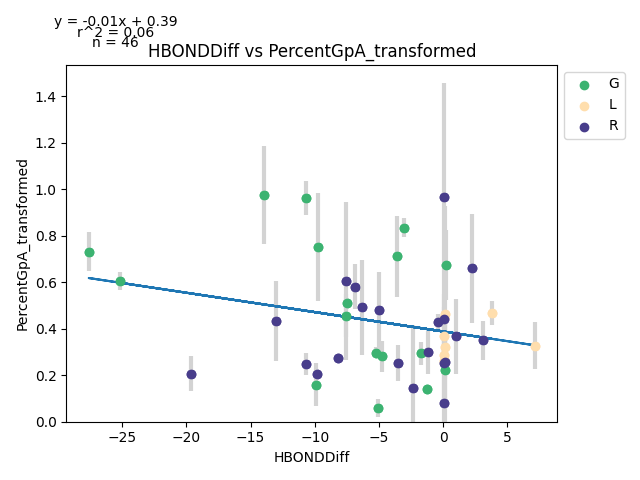 y = -0.01x + 0.39
r^2 = 0.06
n = 46
HBONDDiff vs PercentGpA_transformed
G
L
R
PercentGpA_transformed
1.4
1.2
1.0
0.8
0.6
0.4
0.2
0.0
−25
−20
−15
−10
−5
0
5
HBONDDiff